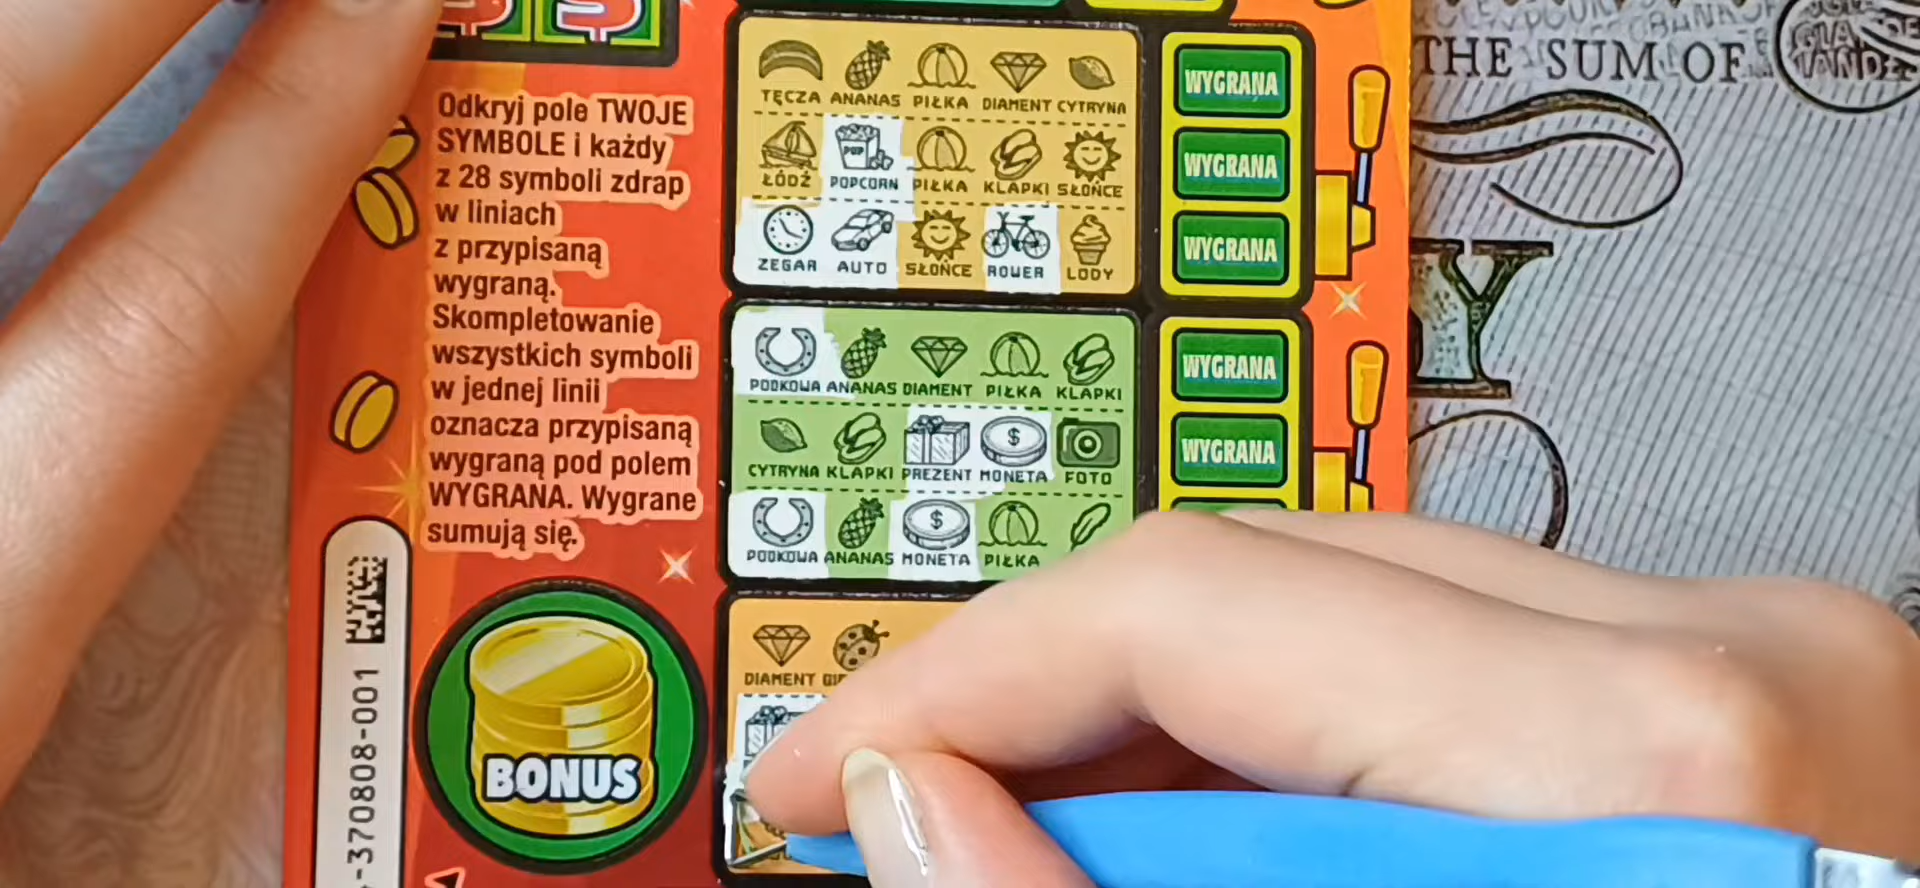 THE SUM OF
TĘCZA ANANAS PIŁKA DIAMENT CYTRYNA
WYGRANA
ŁÓDŹ POPCORN PIŁKA KLAPKI SŁOŃCE
POP
WYGRANA
ZEGAR AUTO SŁOŃCE ROWER LODY
WYGRANA
Odkryj pole TWOJE
SYMBOLE i każdy
z 28 symboli zdrap
w liniach
z przypisaną
wygraną.
Skompletowanie
wszystkich symboli
w jednej linii
oznacza przypisaną
wygraną pod polem
WYGRANA. Wygrane
sumują się.
PODKOWA ANANAS DIAMENT PIŁKA KLAPKI
WYGRANA
CYTRYNA KLAPKI PREZENT MONETA FOTO
WYGRANA
PODKOWA ANANAS MONETA PIŁKA
DIAMENT
BONUS
-370808-001